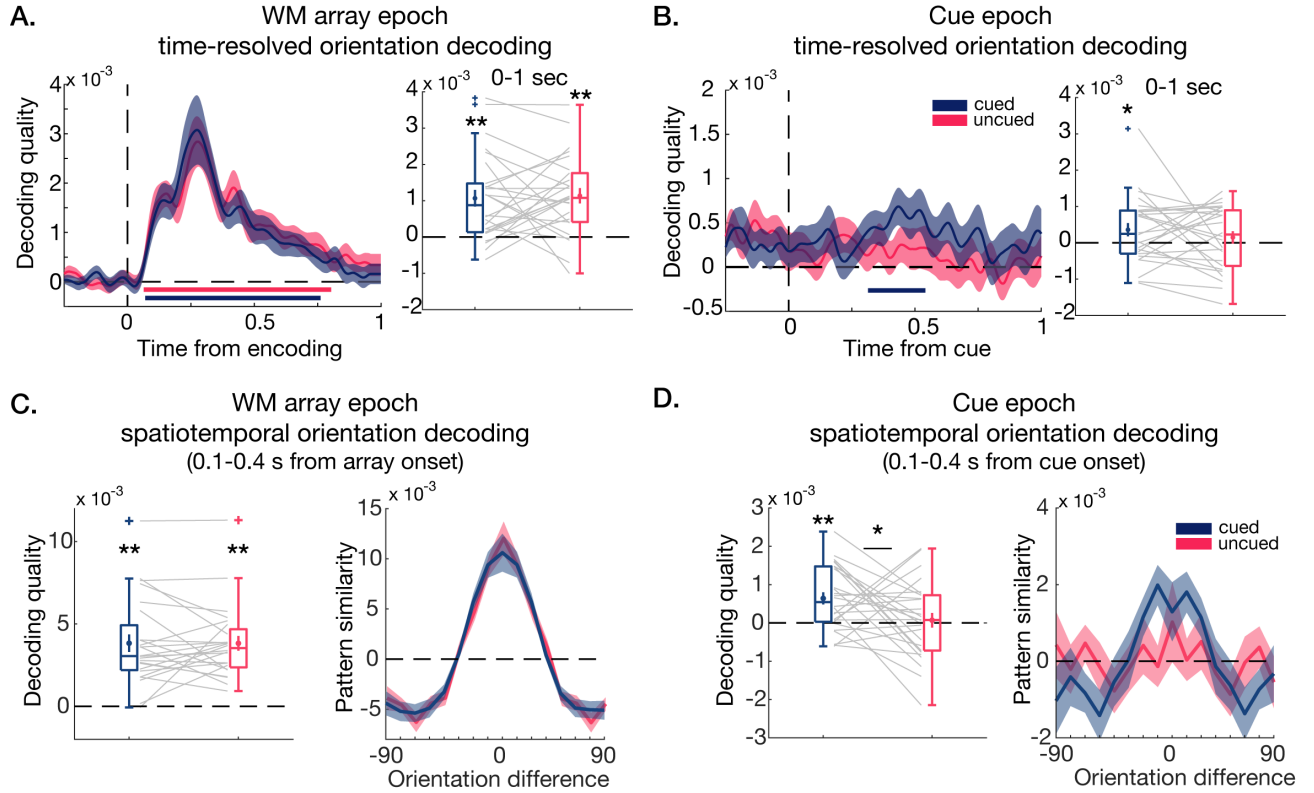 A.
WM array epoch
time-resolved orientation decoding
4 x 10⁻³
Decoding quality
4
3
2
1
0
0
0.5
1
Time from encoding
x 10⁻³
0-1 sec
4
3
2
1
0
-1
-2
**
**
B.
Cue epoch
time-resolved orientation decoding
x 10⁻³
Decoding quality
2
1.5
1
0.5
0
-0.5
0
0.5
1
Time from cue
cued
uncued
x 10⁻³
0-1 sec
4
3
2
1
0
-1
-2
*
C.
WM array epoch
spatiotemporal orientation decoding
(0.1-0.4 s from array onset)
x 10⁻³
Decoding quality
10
5
0
**
**
x 10⁻³
Pattern similarity
15
10
5
0
-5
-90
0
90
Orientation difference
D.
Cue epoch
spatiotemporal orientation decoding
(0.1-0.4 s from cue onset)
x 10⁻³
Decoding quality
3
2
1
0
-1
-2
-3
**
*
x 10⁻³
Pattern similarity
4
2
0
-2
-90
0
90
Orientation difference
cued
uncued